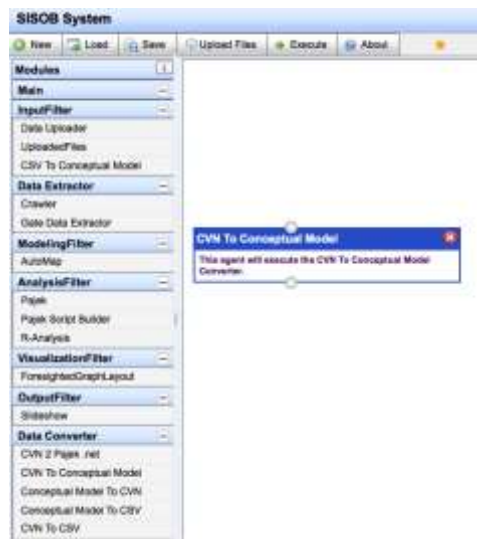 SISOB System
New Load Save Upload Files Execute About
Modules
Main
InputFilter
Data Uploader
UploadedFiles
CSV To Conceptual Model
Data Extractor
Crawler
Gate Data Extractor
ModelingFilter
AutoMap
AnalysisFilter
Pajek
Pajek Script Builder
R-Analysis
VisualizationFilter
ForesightedGraphLayout
OutputFilter
Slideshow
Data Converter
CVN 2 Pajek .net
CVN To Conceptual Model
Conceptual Model To CVN
Conceptual Model To CSV
CVN To CSV
CVN To Conceptual Model
This agent will execute the CVN To Conceptual Model
Converter.